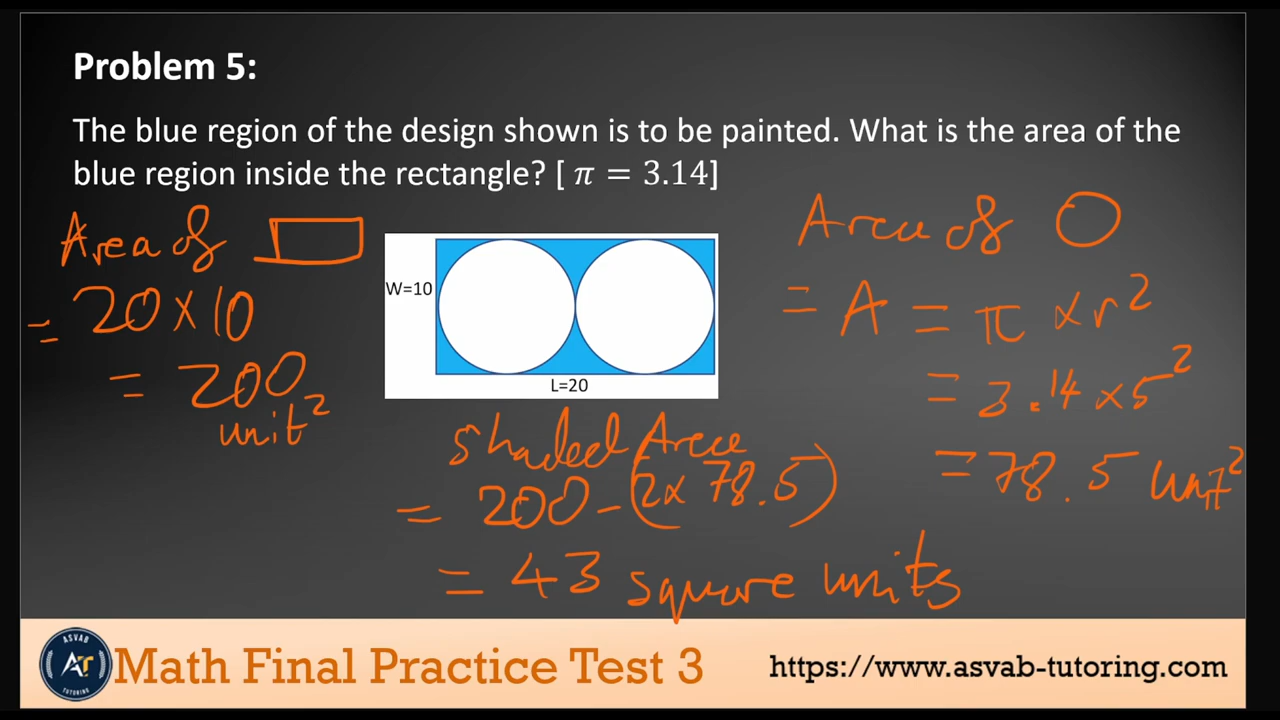 Problem 5:
The blue region of the design shown is to be painted. What is the area of the
blue region inside the rectangle? [ π = 3.14]
Area of
= 20 × 10
= 200
unit²
W=10
L=20
Area of
= A = π × r²
= 3.14 × 5²
= 78.5 unit²
Shaded Area
= 200 - (2 × 78.5)
= 43 square units
ASVAB
AT
TUTORING
Math Final Practice Test 3
https://www.asvab-tutoring.com